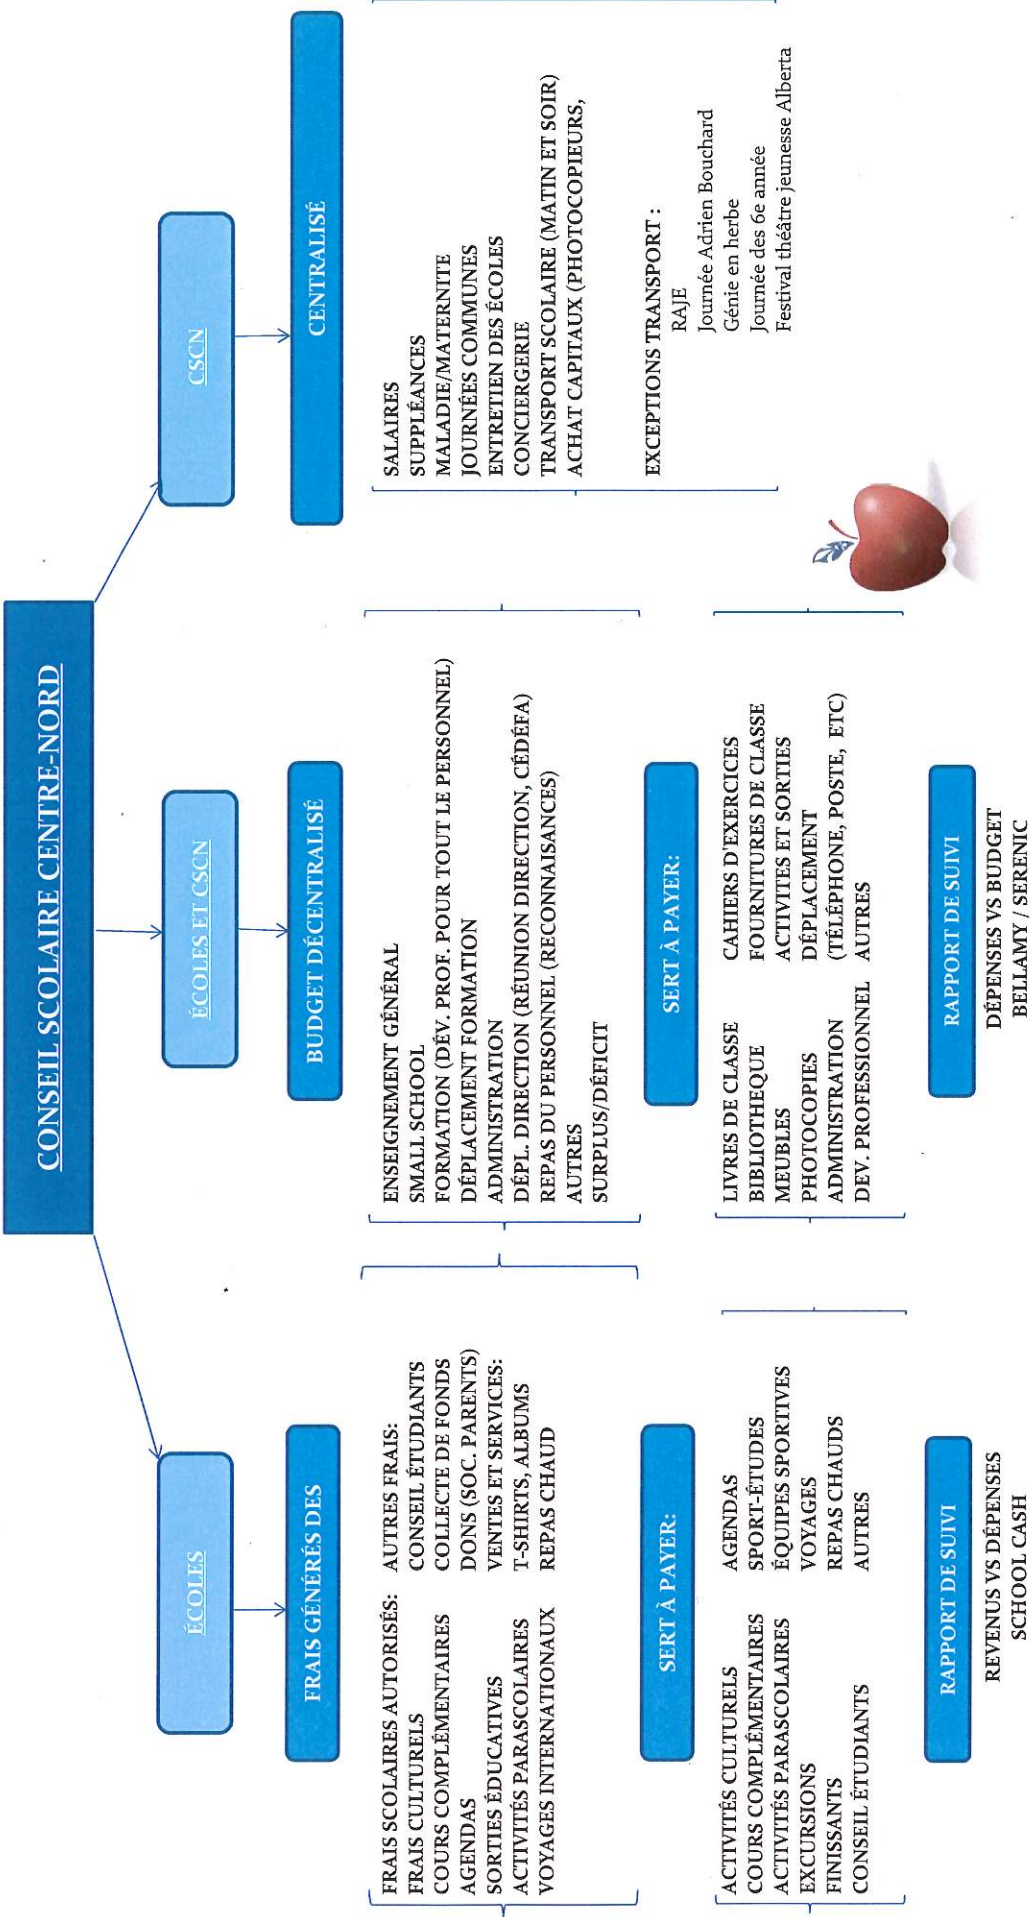 CONSEIL SCOLAIRE CENTRE-NORD
ÉCOLES
FRAIS GÉNÉRÉS DES
FRAIS SCOLAIRES AUTORISÉS:
FRAIS CULTURELS
COURS COMPLÉMENTAIRES
AGENDAS
SORTIES ÉDUCATIVES
ACTIVITÉS PARASCOLAIRES
VOYAGES INTERNATIONAUX
AUTRES FRAIS:
CONSEIL ÉTUDIANTS
COLLECTE DE FONDS
DONS (SOC. PARENTS)
VENTES ET SERVICES:
T-SHIRTS, ALBUMS
REPAS CHAUD
SERT À PAYER:
ACTIVITÉS CULTURELS
COURS COMPLÉMENTAIRES
ACTIVITÉS PARASCOLAIRES
EXCURSIONS
FINISSANTS
CONSEIL ÉTUDIANTS
AGENDAS
SPORT-ÉTUDES
ÉQUIPES SPORTIVES
VOYAGES
REPAS CHAUDS
AUTRES
RAPPORT DE SUIVI
REVENUS VS DÉPENSES
SCHOOL CASH
ÉCOLES ET CSCN
BUDGET DÉCENTRALISÉ
ENSEIGNEMENT GÉNÉRAL
SMALL SCHOOL
FORMATION (DÉV. PROF. POUR TOUT LE PERSONNEL)
DÉPLACEMENT FORMATION
ADMINISTRATION
DÉPL. DIRECTION (RÉUNION DIRECTION, CÉDÉFA)
REPAS DU PERSONNEL (RECONNAISANCES)
AUTRES
SURPLUS/DÉFICIT
SERT À PAYER:
LIVRES DE CLASSE
BIBLIOTHEQUE
MEUBLES
PHOTOCOPIES
ADMINISTRATION
DEV. PROFESSIONNEL
CAHIERS D'EXERCICES
FOURNITURES DE CLASSE
ACTIVITES ET SORTIES
DÉPLACEMENT
(TÉLÉPHONE, POSTE, ETC)
AUTRES
RAPPORT DE SUIVI
DÉPENSES VS BUDGET
BELLAMY / SERENIC
CSCN
CENTRALISÉ
SALAIRES
SUPPLÉANCES
MALADIE/MATERNITE
JOURNÉES COMMUNES
ENTRETIEN DES ÉCOLES
CONCIERGERIE
TRANSPORT SCOLAIRE (MATIN ET SOIR)
ACHAT CAPITAUX (PHOTOCOPIEURS,
EXCEPTIONS TRANSPORT :
RAJE
Journée Adrien Bouchard
Génie en herbe
Journée des 6e année
Festival théâtre jeunesse Alberta